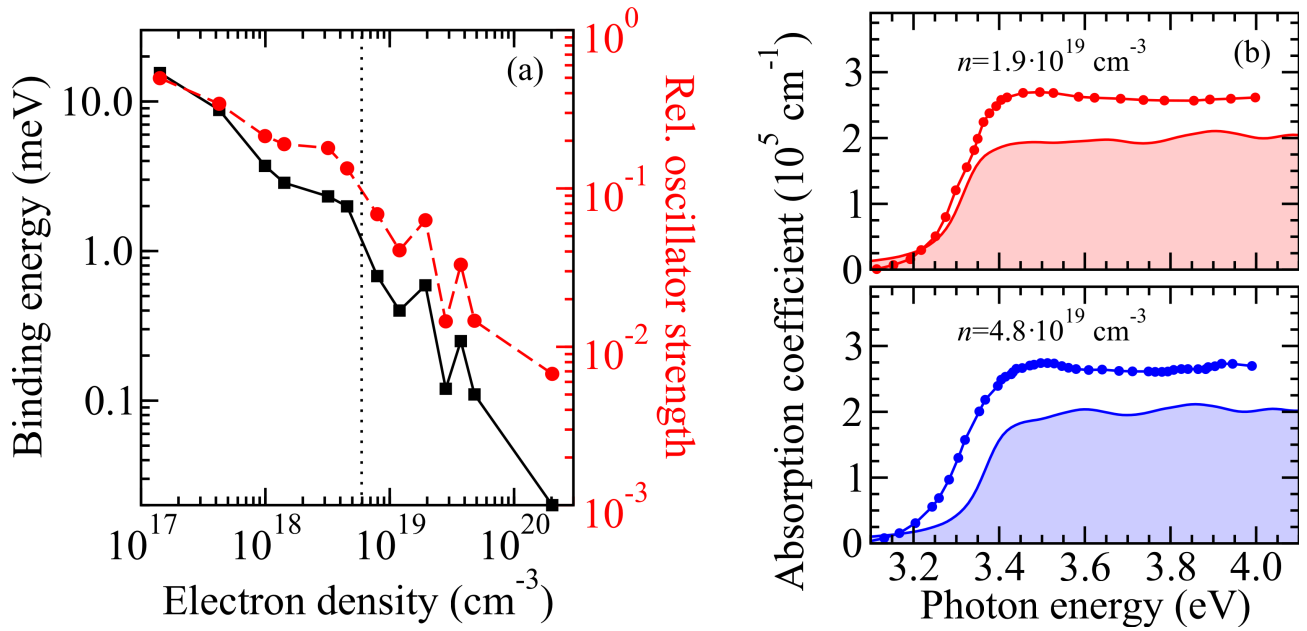 (a)
Binding energy (meV)
10.0
1.0
0.1
10^17
10^18
10^19
10^20
Electron density (cm^-3)
10^0
10^-1
10^-2
10^-3
Rel. oscillator strength
(b)
n=1.9·10^19 cm^-3
3
2
1
0
n=4.8·10^19 cm^-3
3
2
1
0
Absorption coefficient (10^5 cm^-1)
3.2
3.4
3.6
3.8
4.0
Photon energy (eV)